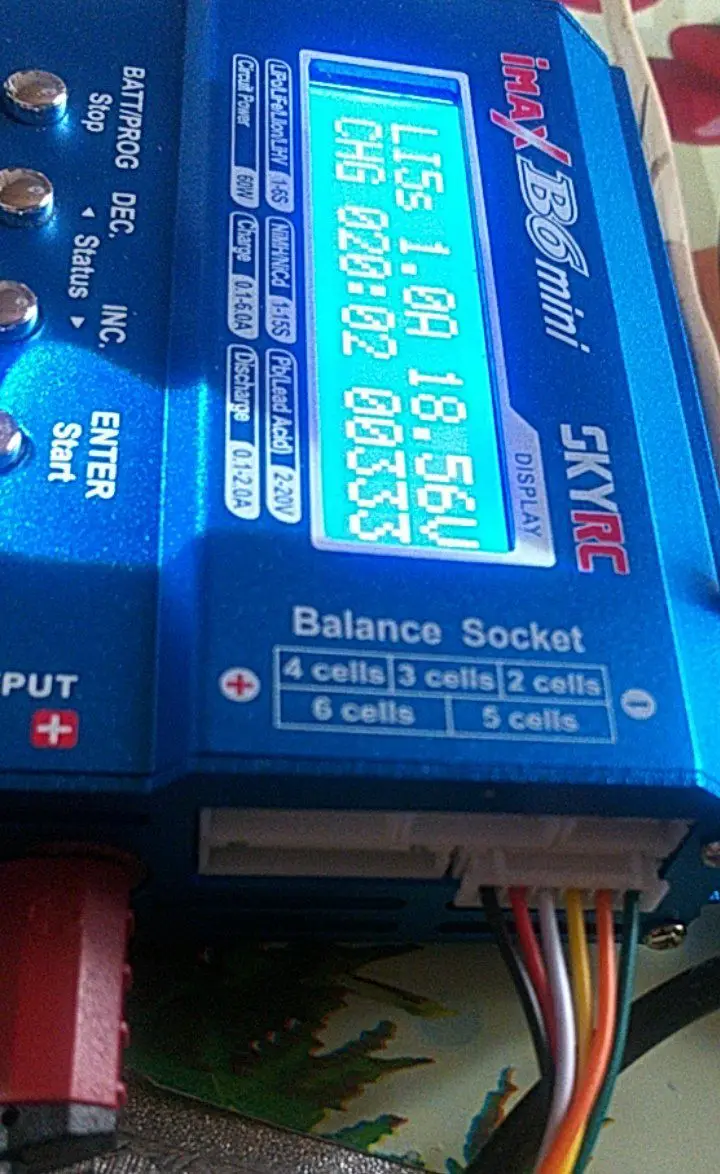 iMAX B6mini
SKYRC
DISPLAY
LI5s 1.0A 18.56V
CHG 020:02 00333
LiPo/LiFe/LiIon/LiHV 1-6S NiMH/NiCd 1-15S Pb(Lead Acid) 2-20V
Circuit Power 60W Charge 0.1-6.0A Discharge 0.1-2.0A
BATT/PROG
Stop
DEC.
INC.
◄ Status ►
ENTER
Start
Balance Socket
4 cells 3 cells 2 cells
6 cells 5 cells
+
-
PUT
+